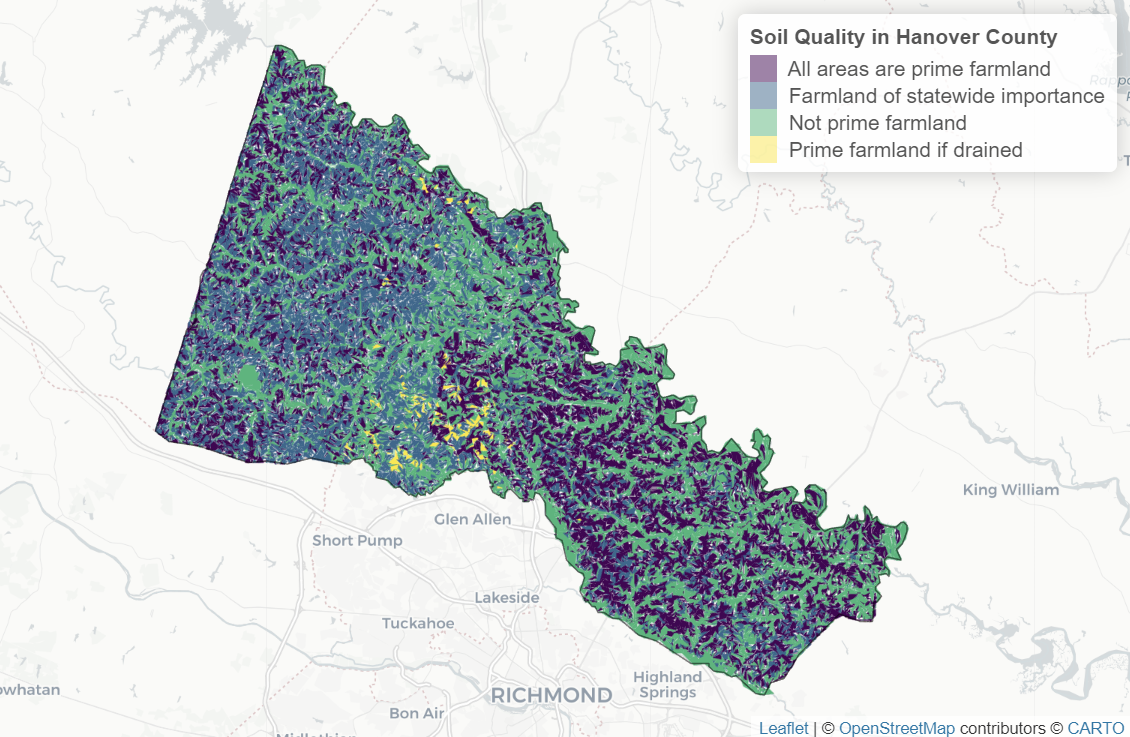 Soil Quality in Hanover County
All areas are prime farmland
Farmland of statewide importance
Not prime farmland
Prime farmland if drained
King William
Glen Allen
Short Pump
Lakeside
Tuckahoe
Highland
Springs
RICHMOND
owhatan
Bon Air
Leaflet | © OpenStreetMap contributors © CARTO